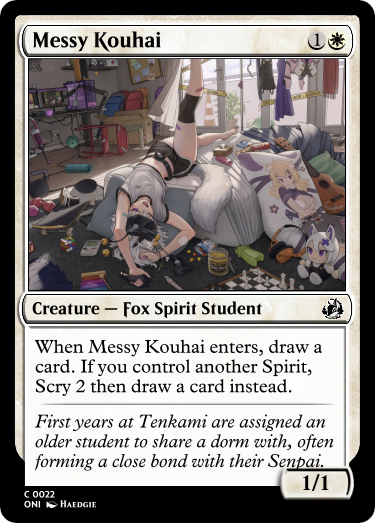 Messy Kouhai 1
Creature — Fox Spirit Student
When Messy Kouhai enters, draw a
card. If you control another Spirit,
Scry 2 then draw a card instead.
First years at Tenkami are assigned an
older student to share a dorm with, often
forming a close bond with their Senpai.
1/1
C 0022
ONI Haedgie